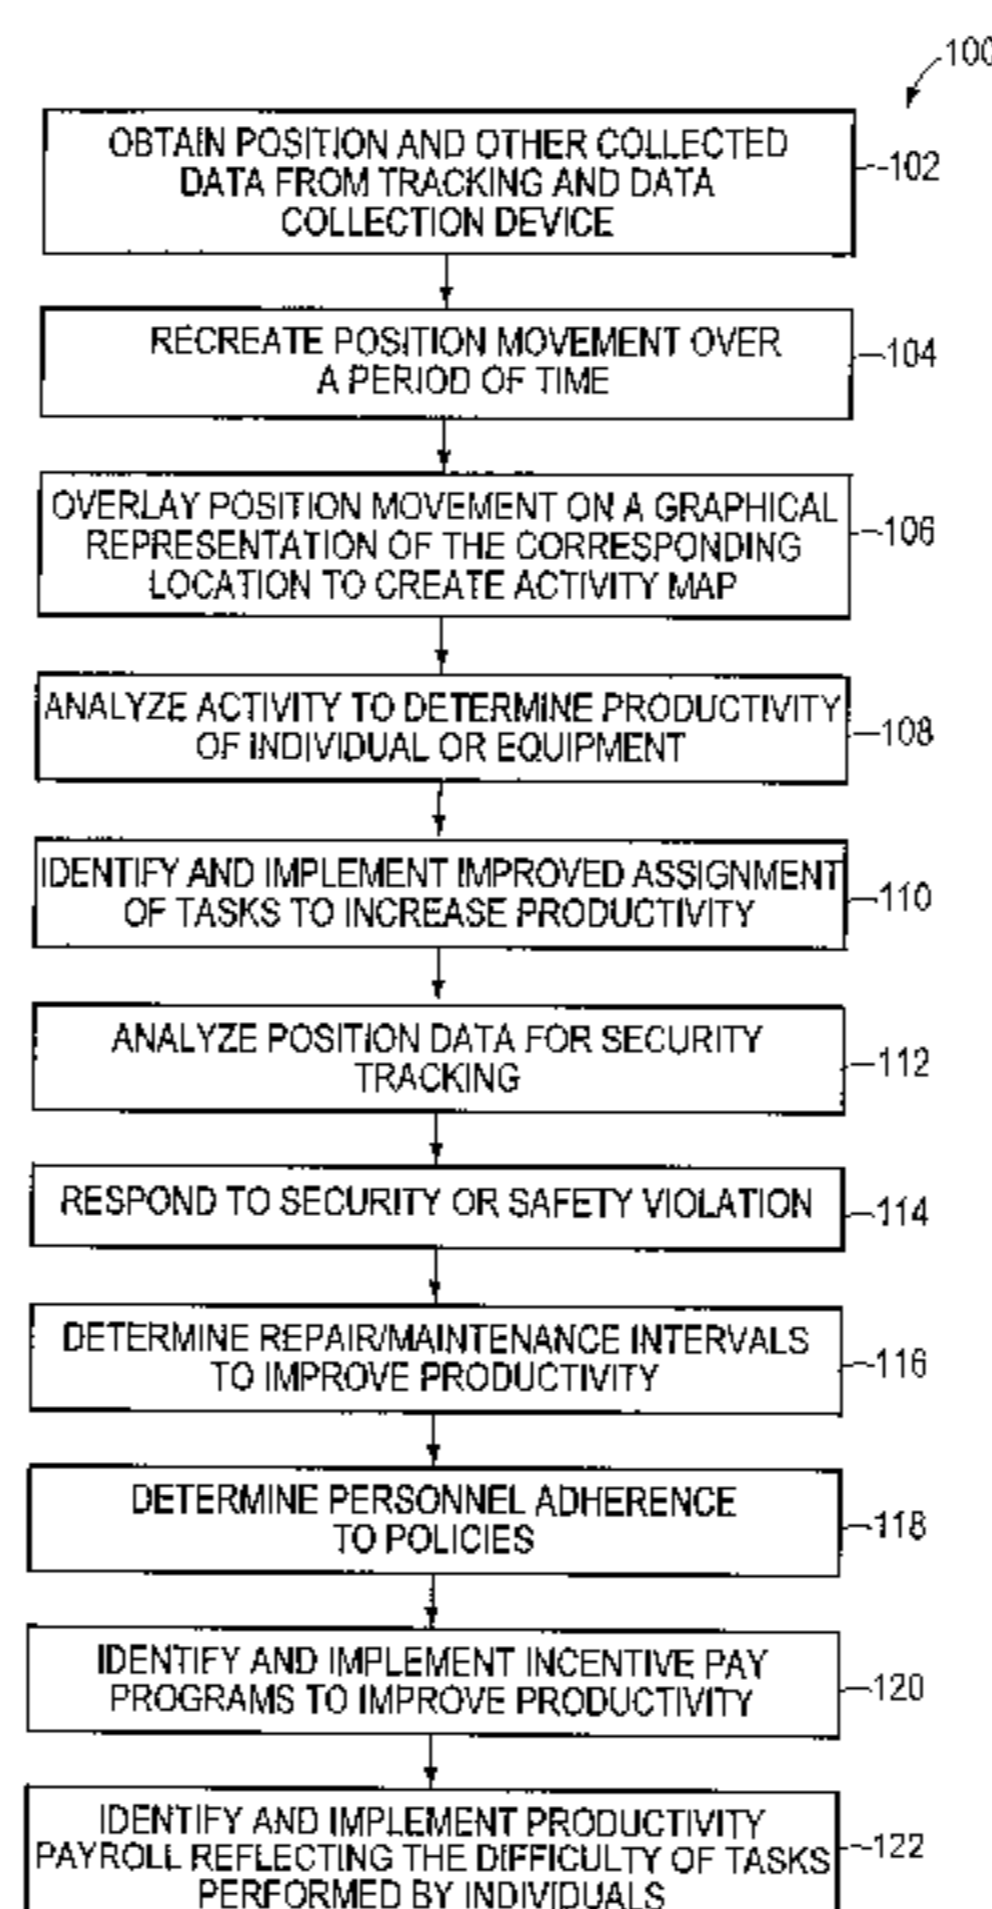 100
OBTAIN POSITION AND OTHER COLLECTED
DATA FROM TRACKING AND DATA
COLLECTION DEVICE
102
RECREATE POSITION MOVEMENT OVER
A PERIOD OF TIME
104
OVERLAY POSITION MOVEMENT ON A GRAPHICAL
REPRESENTATION OF THE CORRESPONDING
LOCATION TO CREATE ACTIVITY MAP
106
ANALYZE ACTIVITY TO DETERMINE PRODUCTIVITY
OF INDIVIDUAL OR EQUIPMENT
108
IDENTIFY AND IMPLEMENT IMPROVED ASSIGNMENT
OF TASKS TO INCREASE PRODUCTIVITY
110
ANALYZE POSITION DATA FOR SECURITY
TRACKING
112
RESPOND TO SECURITY OR SAFETY VIOLATION
114
DETERMINE REPAIR/MAINTENANCE INTERVALS
TO IMPROVE PRODUCTIVITY
116
DETERMINE PERSONNEL ADHERENCE
TO POLICIES
118
IDENTIFY AND IMPLEMENT INCENTIVE PAY
PROGRAMS TO IMPROVE PRODUCTIVITY
120
IDENTIFY AND IMPLEMENT PRODUCTIVITY
PAYROLL REFLECTING THE DIFFICULTY OF TASKS
PERFORMED BY INDIVIDUALS
122